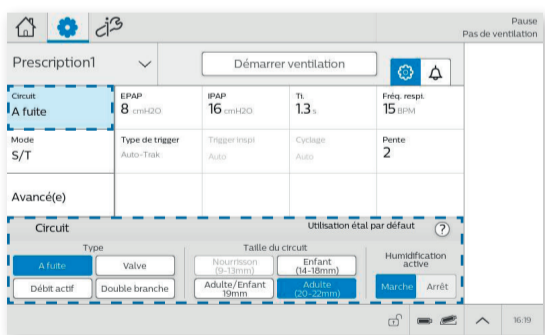 Pause
Pas de ventilation
Prescription1
Démarrer ventilation
Circuit
A fuite
EPAP
8 cmH2O
IPAP
16 cmH2O
Ti.
1.3 s
Fréq. respi.
15 BPM
Mode
S/T
Type de trigger
Auto-Trak
Trigger inspi
Auto
Cyclage
Auto
Pente
2
Avancé(e)
Circuit
Utilisation étal par défaut
?
Type
Taille du circuit
Humidification
active
A fuite
Valve
Nourrisson
(9-13mm)
Enfant
(14-18mm)
Débit actif
Double branche
Adulte/Enfant
19mm
Adulte
(20-22mm)
Marche
Arrêt
16:19